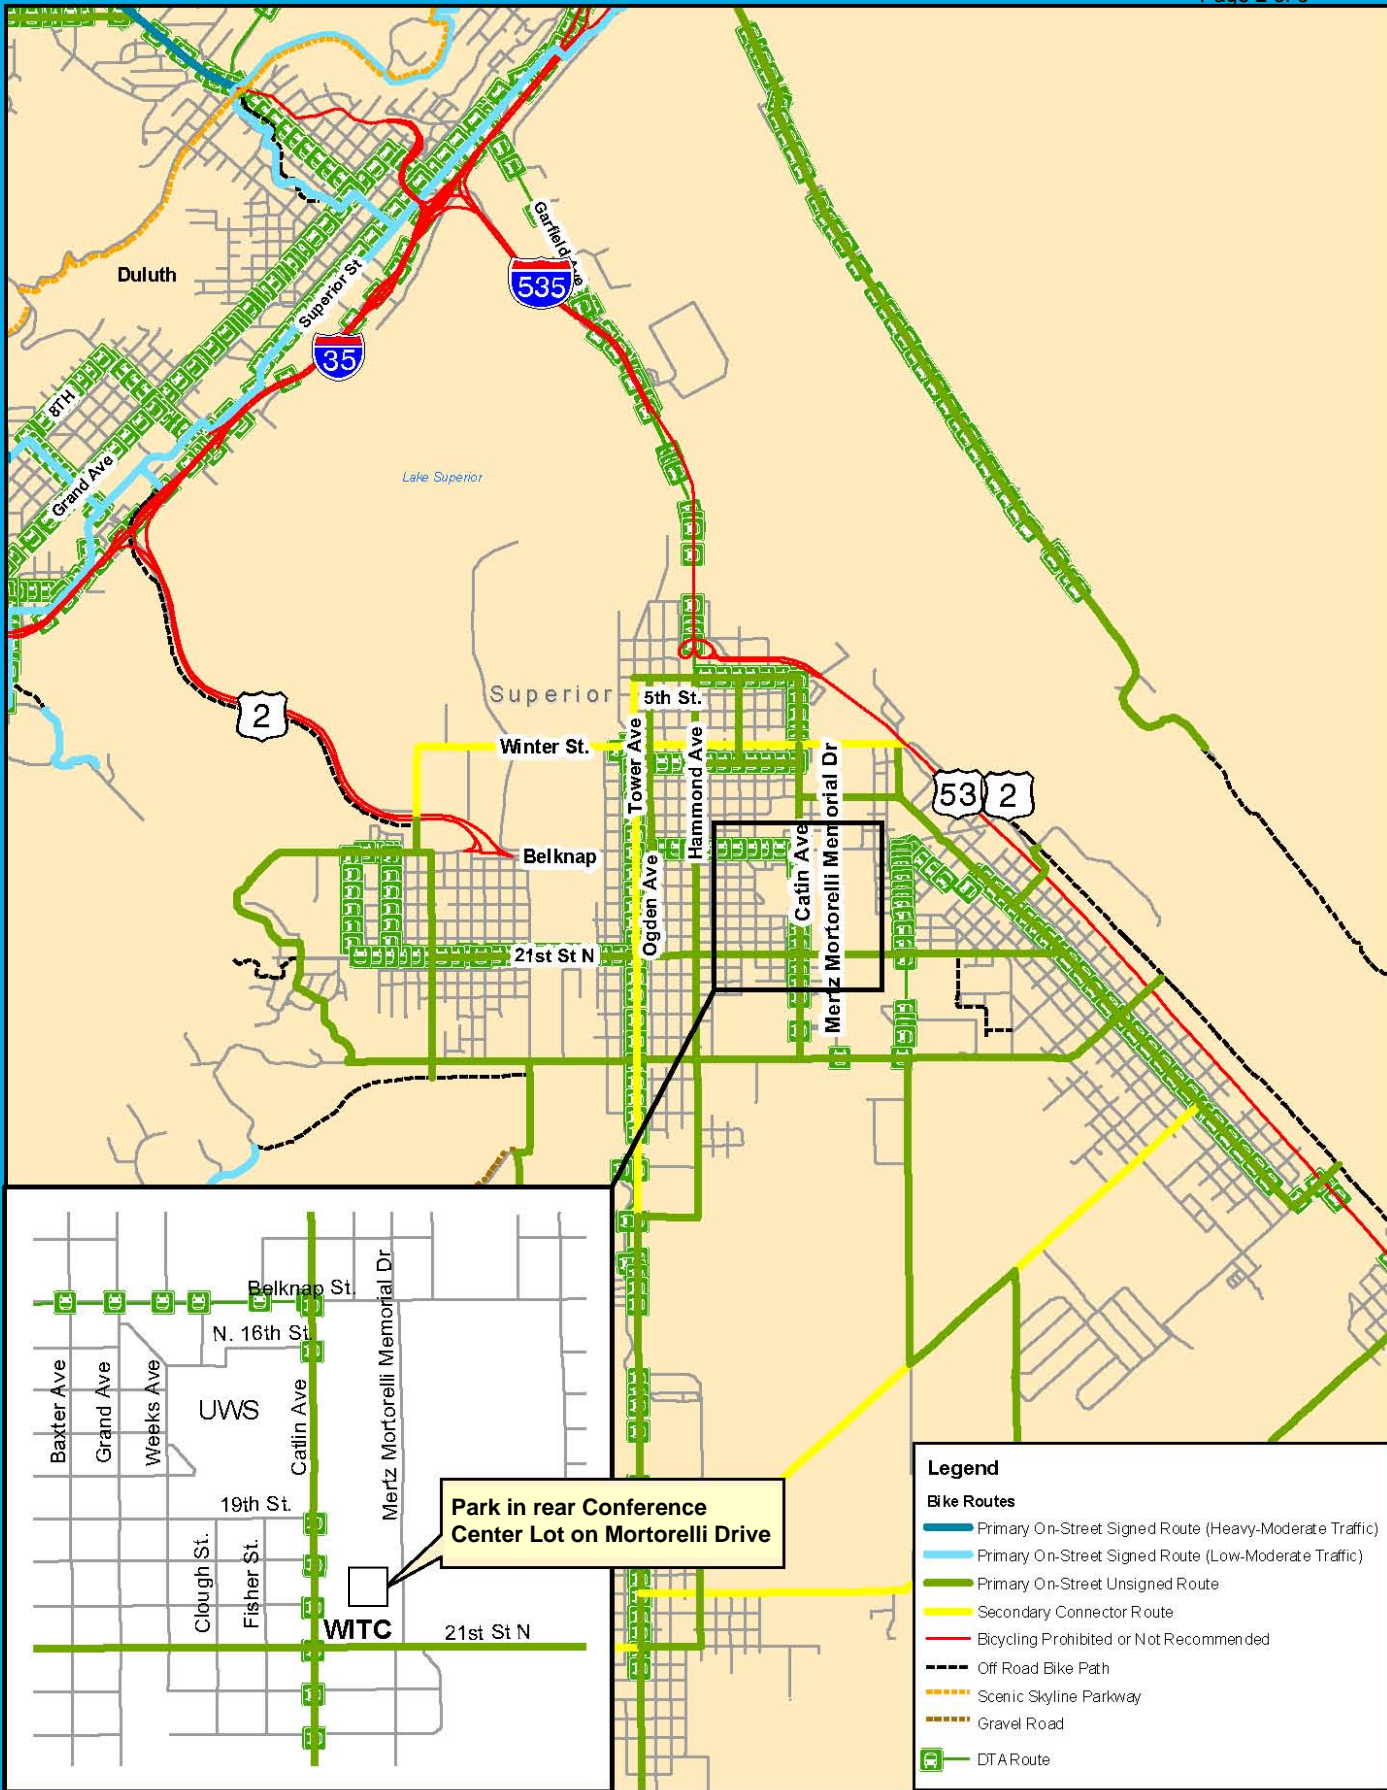 Page 2 of 3
Duluth
Superior St
Garfield Ave
535
35
8TH
Grand Ave
Lake Superior
2
Superior
5th St.
Winter St.
Tower Ave
Hammond Ave
Mertz Mortorelli Memorial Dr
53
2
Catin Ave
Belknap
Ogden Ave
21st St N
Belknap St.
N. 16th St.
Baxter Ave
Grand Ave
Weeks Ave
UWS
Catlin Ave
Mertz Mortorelli Memorial Dr
19th St.
Clough St.
Fisher St.
WITC
21st St N
Park in rear Conference
Center Lot on Mortorelli Drive
Legend
Bike Routes
Primary On-Street Signed Route (Heavy-Moderate Traffic)
Primary On-Street Signed Route (Low-Moderate Traffic)
Primary On-Street Unsigned Route
Secondary Connector Route
Bicycling Prohibited or Not Recommended
Off Road Bike Path
Scenic Skyline Parkway
Gravel Road
DTA Route